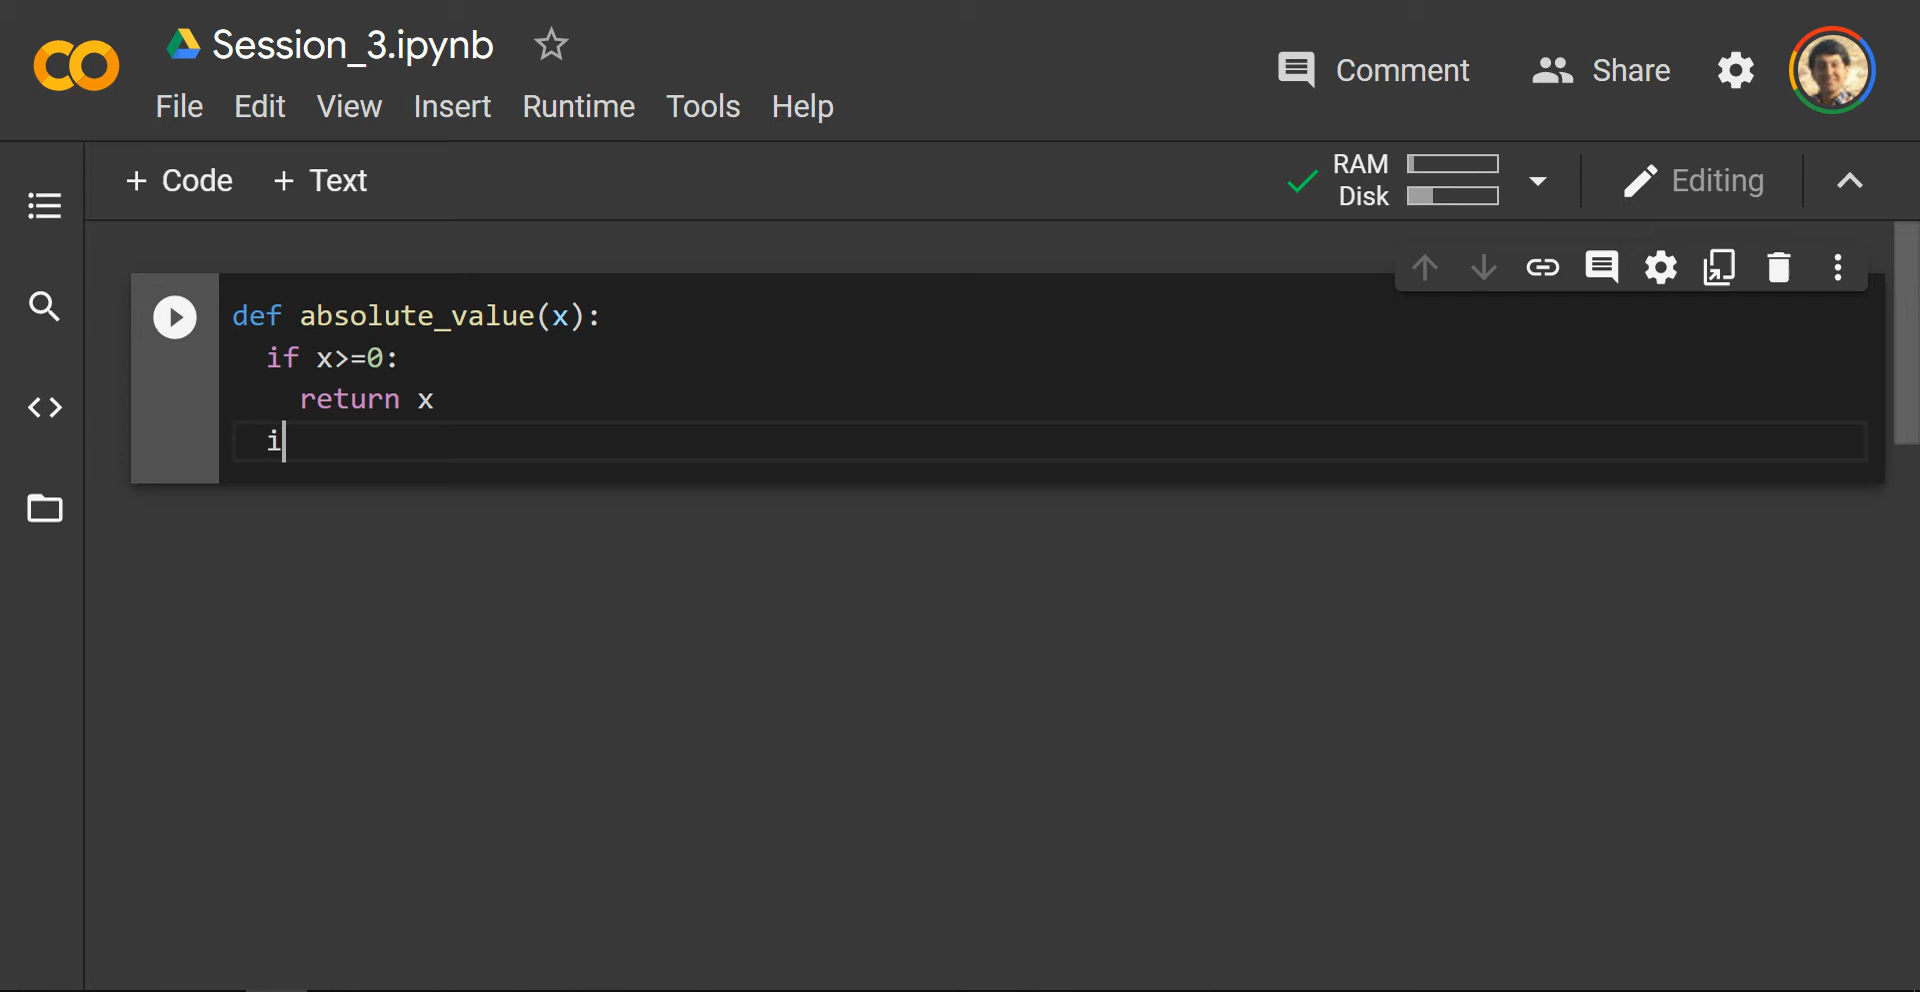 Session_3.ipynb
File Edit View Insert Runtime Tools Help
Comment Share
+ Code + Text
RAM
Disk
Editing
def absolute_value(x):
  if x>=0:
    return x
  i